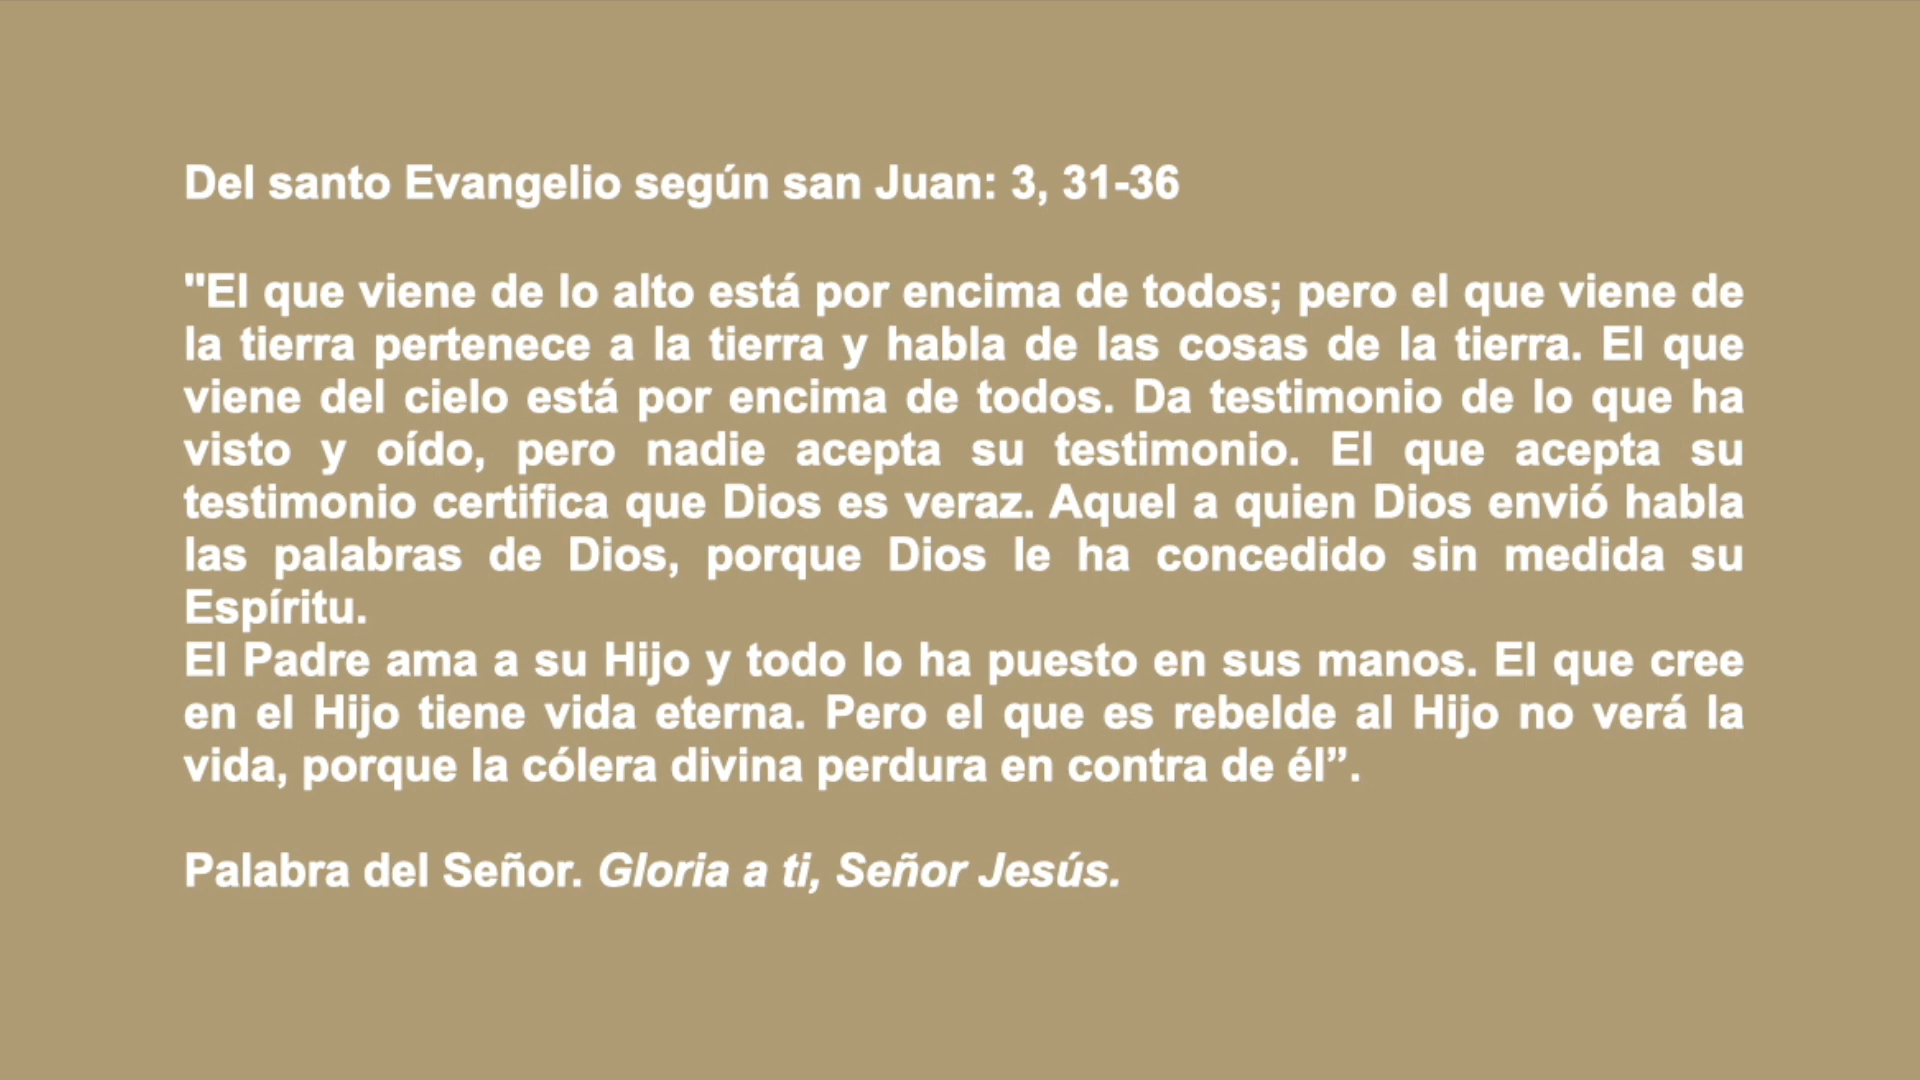 Del santo Evangelio según san Juan: 3, 31-36
"El que viene de lo alto está por encima de todos; pero el que viene de
la tierra pertenece a la tierra y habla de las cosas de la tierra. El que
viene del cielo está por encima de todos. Da testimonio de lo que ha
visto y oído, pero nadie acepta su testimonio. El que acepta su
testimonio certifica que Dios es veraz. Aquel a quien Dios envió habla
las palabras de Dios, porque Dios le ha concedido sin medida su
Espíritu.
El Padre ama a su Hijo y todo lo ha puesto en sus manos. El que cree
en el Hijo tiene vida eterna. Pero el que es rebelde al Hijo no verá la
vida, porque la cólera divina perdura en contra de él”.
Palabra del Señor. Gloria a ti, Señor Jesús.